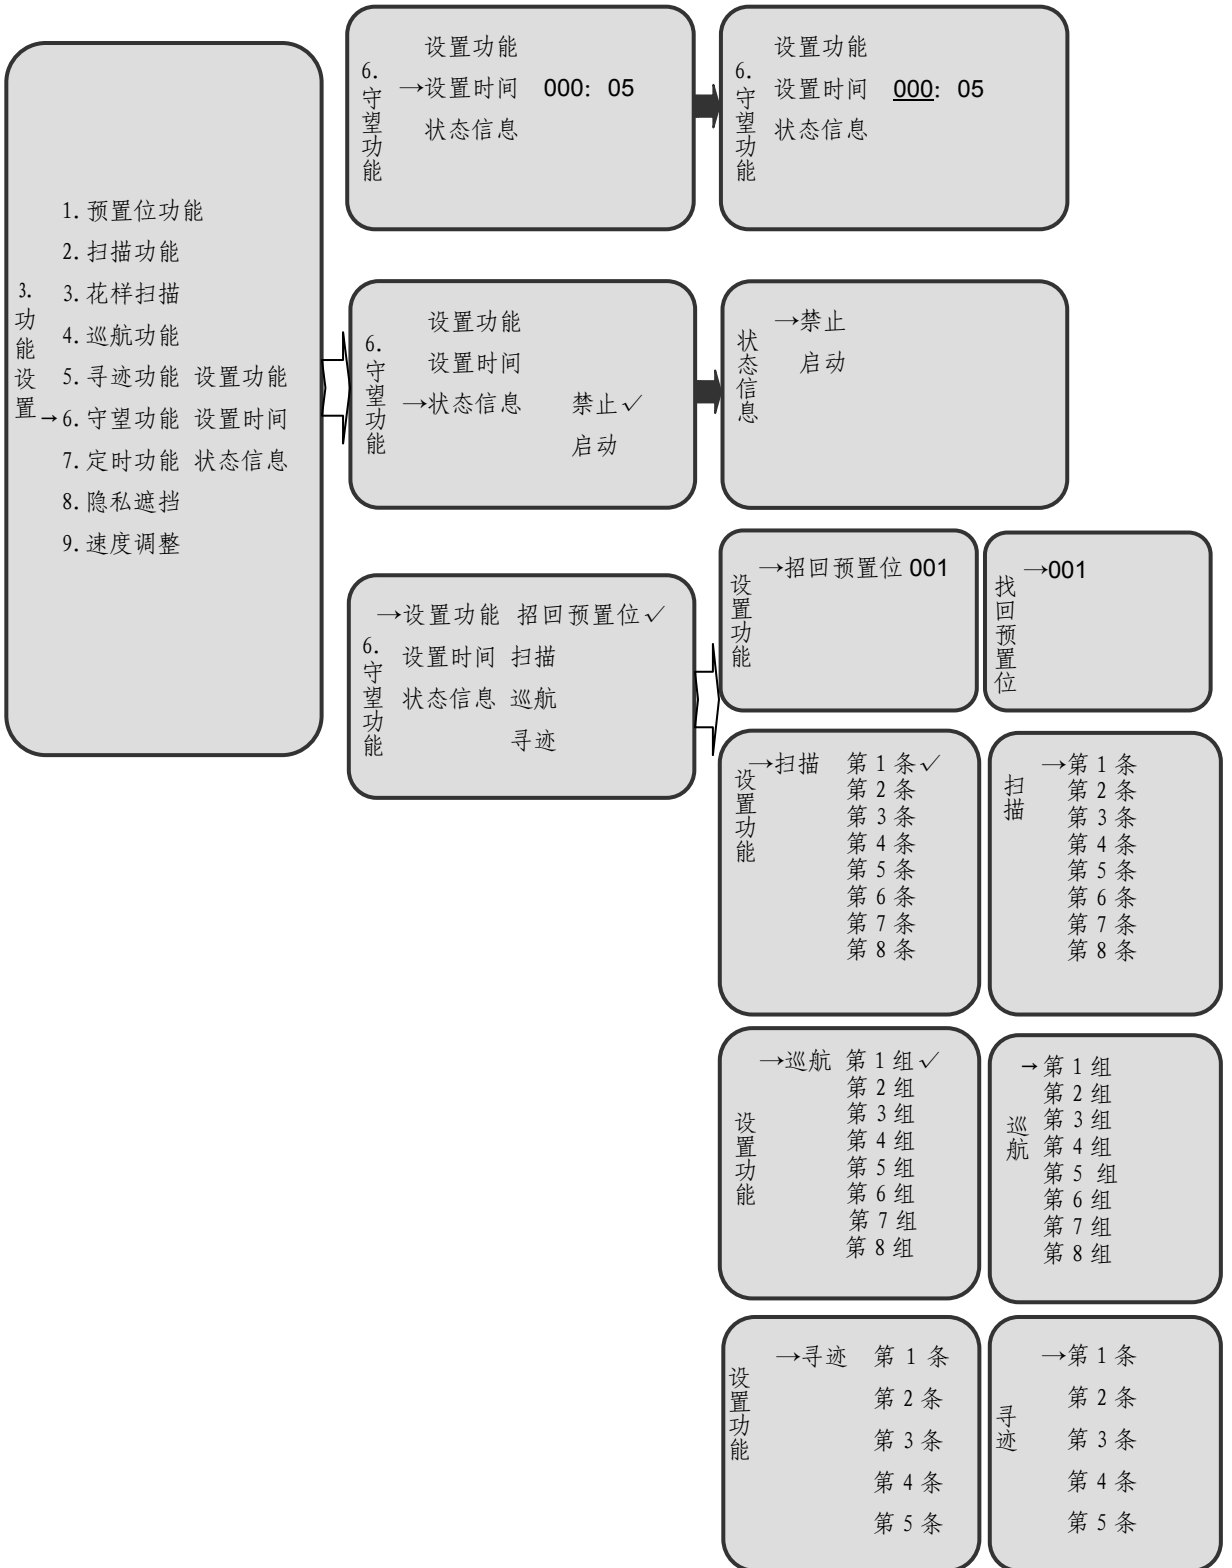 3.功能设置
1.预置位功能
2.扫描功能
3.花样扫描
4.巡航功能
5.寻迹功能 设置功能
→6.守望功能 设置时间
7.定时功能 状态信息
8.隐私遮挡
9.速度调整
6.守望功能
设置功能
→设置时间 000: 05
状态信息
6.守望功能
设置功能
设置时间 000: 05
状态信息
6.守望功能
设置功能
设置时间
→状态信息 禁止✓
启动
状态信息
→禁止
启动
6.守望功能
→设置功能 招回预置位✓
设置时间 扫描
状态信息 巡航
寻迹
设置功能
→招回预置位 001
找回预置位
→001
设置功能
→扫描 第 1 条✓
第 2 条
第 3 条
第 4 条
第 5 条
第 6 条
第 7 条
第 8 条
扫描
→第 1 条
第 2 条
第 3 条
第 4 条
第 5 条
第 6 条
第 7 条
第 8 条
设置功能
→巡航 第 1 组✓
第 2 组
第 3 组
第 4 组
第 5 组
第 6 组
第 7 组
第 8 组
巡航
→第 1 组
第 2 组
第 3 组
第 4 组
第 5 组
第 6 组
第 7 组
第 8 组
设置功能
→寻迹 第 1 条
第 2 条
第 3 条
第 4 条
第 5 条
寻迹
→第 1 条
第 2 条
第 3 条
第 4 条
第 5 条